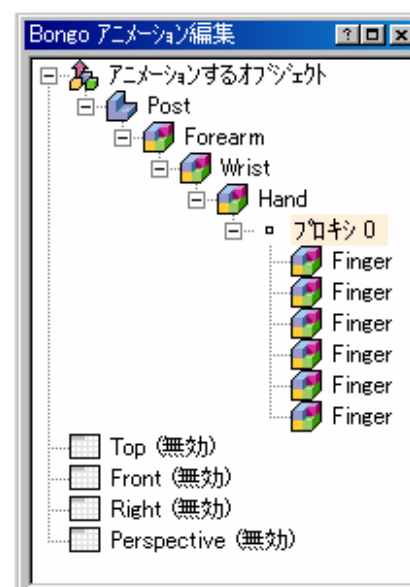 Bongo アニメーション編集
アニメーションするオブジェクト
Post
Forearm
Wrist
Hand
プロキシ 0
Finger
Finger
Finger
Finger
Finger
Finger
Top (無効)
Front (無効)
Right (無効)
Perspective (無効)